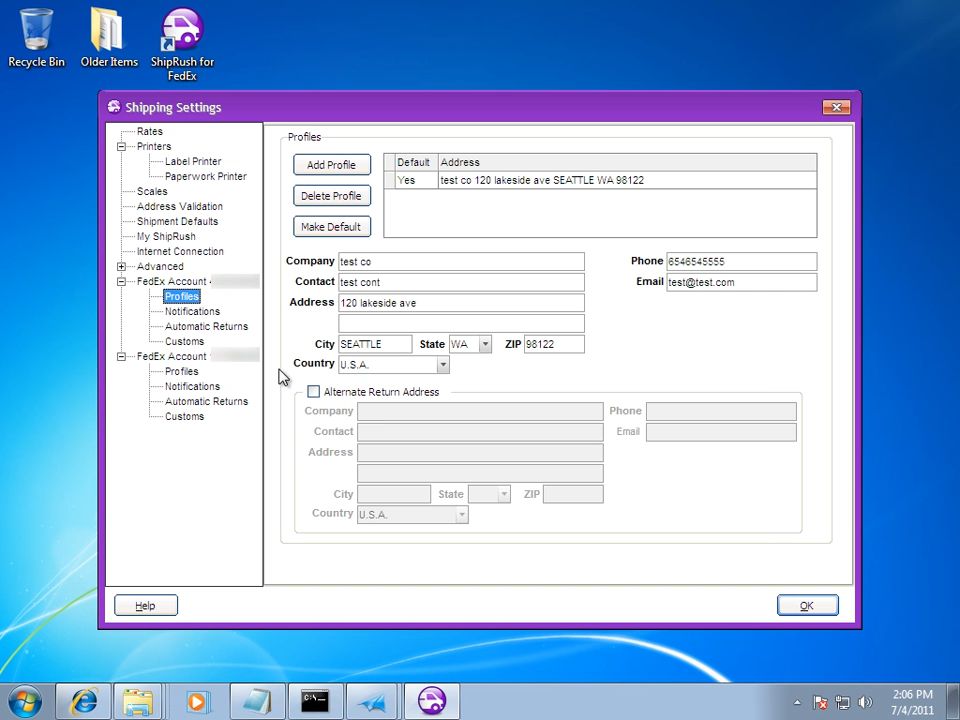 Recycle Bin
Older Items
ShipRush for
FedEx
Shipping Settings
Rates
Printers
Label Printer
Paperwork Printer
Scales
Address Validation
Shipment Defaults
My ShipRush
Internet Connection
Advanced
FedEx Account
Profiles
Notifications
Automatic Returns
Customs
FedEx Account
Profiles
Notifications
Automatic Returns
Customs
Profiles
Add Profile
Delete Profile
Make Default
Default Address
Yes test co 120 lakeside ave SEATTLE WA 98122
Company test co Phone 6546545555
Contact test cont Email test@test.com
Address 120 lakeside ave
City SEATTLE State WA ZIP 98122
Country U.S.A.
Alternate Return Address
Company Phone
Contact Email
Address
City State ZIP
Country U.S.A.
Help OK
C:\
2:06 PM
7/4/2011